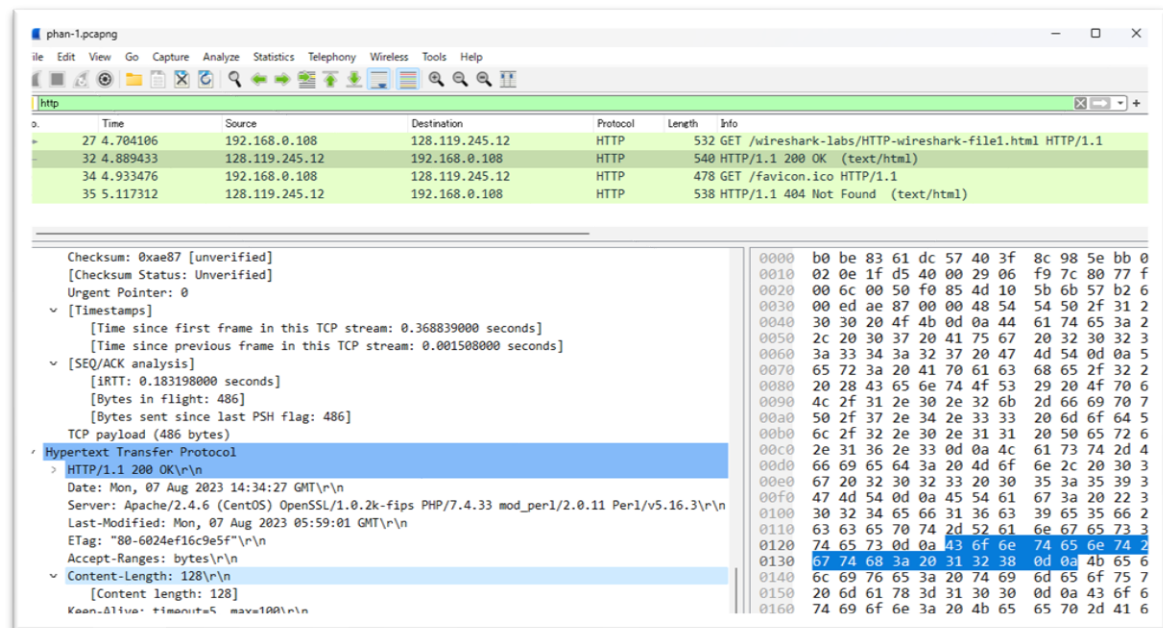 phan-1.pcapng
ile Edit View Go Capture Analyze Statistics Telephony Wireless Tools Help
http
o. Time Source Destination Protocol Length Info
27 4.704106 192.168.0.108 128.119.245.12 HTTP 532 GET /wireshark-labs/HTTP-wireshark-file1.html HTTP/1.1
32 4.889433 128.119.245.12 192.168.0.108 HTTP 540 HTTP/1.1 200 OK (text/html)
34 4.933476 192.168.0.108 128.119.245.12 HTTP 478 GET /favicon.ico HTTP/1.1
35 5.117312 128.119.245.12 192.168.0.108 HTTP 538 HTTP/1.1 404 Not Found (text/html)
Checksum: 0xae87 [unverified]
[Checksum Status: Unverified]
Urgent Pointer: 0
[Timestamps]
[Time since first frame in this TCP stream: 0.368839000 seconds]
[Time since previous frame in this TCP stream: 0.001508000 seconds]
[SEQ/ACK analysis]
[iRTT: 0.183198000 seconds]
[Bytes in flight: 486]
[Bytes sent since last PSH flag: 486]
TCP payload (486 bytes)
Hypertext Transfer Protocol
HTTP/1.1 200 OK\r\n
Date: Mon, 07 Aug 2023 14:34:27 GMT\r\n
Server: Apache/2.4.6 (CentOS) OpenSSL/1.0.2k-fips PHP/7.4.33 mod_perl/2.0.11 Perl/v5.16.3\r\n
Last-Modified: Mon, 07 Aug 2023 05:59:01 GMT\r\n
ETag: "80-6024ef16c9e5f"\r\n
Accept-Ranges: bytes\r\n
Content-Length: 128\r\n
[Content length: 128]
Keep-Alive: timeout=5, max=100\r\n
0000 b0 be 83 61 dc 57 40 3f 8c 98 5e bb 0
0010 02 0e 1f d5 40 00 29 06 f9 7c 80 77 f
0020 00 6c 00 50 f0 85 4d 10 5b 6b 57 b2 6
0030 00 ed ae 87 00 00 48 54 54 50 2f 31 2
0040 30 30 20 4f 4b 0d 0a 44 61 74 65 3a 2
0050 2c 20 30 37 20 41 75 67 20 32 30 32 3
0060 3a 33 34 3a 32 37 20 47 4d 54 0d 0a 5
0070 65 72 3a 20 41 70 61 63 68 65 2f 32 2
0080 20 28 43 65 6e 74 4f 53 29 20 4f 70 6
0090 4c 2f 31 2e 30 2e 32 6b 2d 66 69 70 7
00a0 50 2f 37 2e 34 2e 33 33 20 6d 6f 64 5
00b0 6c 2f 32 2e 30 2e 31 31 20 50 65 72 6
00c0 2e 31 36 2e 33 0d 0a 4c 61 73 74 2d 4
00d0 66 69 65 64 3a 20 4d 6f 6e 2c 20 30 3
00e0 67 20 32 30 32 33 20 30 35 3a 35 39 3
00f0 47 4d 54 0d 0a 45 54 61 67 3a 20 22 3
0100 30 32 34 65 66 31 36 63 39 65 35 66 2
0110 63 63 65 70 74 2d 52 61 6e 67 65 73 3
0120 74 65 73 0d 0a 43 6f 6e 74 65 6e 74 2
0130 67 74 68 3a 20 31 32 38 0d 0a 4b 65 6
0140 6c 69 76 65 3a 20 74 69 6d 65 6f 75 7
0150 20 6d 61 78 3d 31 30 30 0d 0a 43 6f 6
0160 74 69 6f 6e 3a 20 4b 65 65 70 2d 41 6